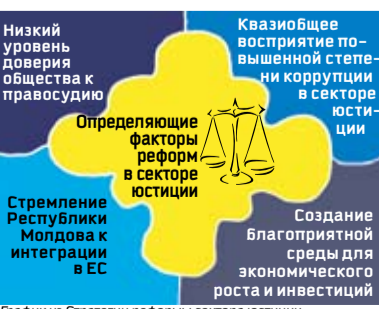 Низкий
уровень
доверия
общества к
правосудию
Квазиобщее
восприятие по-
вышенной степе-
ни коррупции
в секторе
юсти-
ции
Определяющие
факторы
реформ
в секторе
юстиции
Стремление
Республики
Молдова к
интеграции
в ЕС
Создание
благоприятной
среды для
экономического
роста и инвестиций